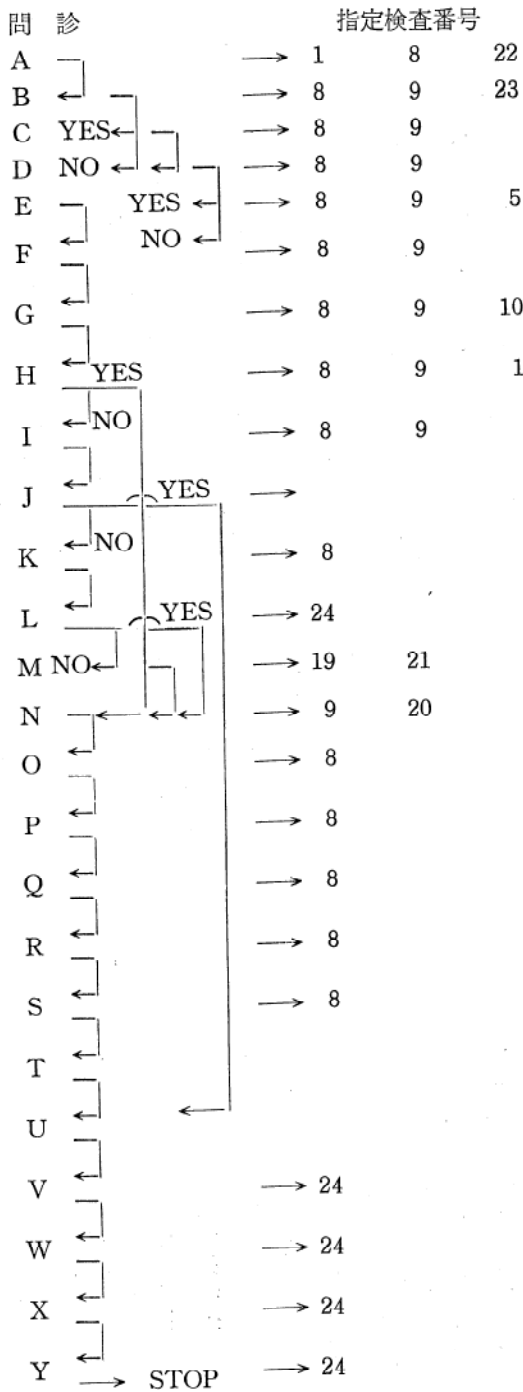 問 診 指定検査番号
A 1 8 22
B 8 9 23
C YES 8 9
D NO 8 9
E YES 8 9 5
NO
F 8 9
G 8 9 10
H YES 8 9 1
I NO 8 9
J YES
K NO 8
L YES 24
M NO 19 21
N 9 20
O 8
P 8
Q 8
R 8
S 8
T
U
V 24
W 24
X 24
Y STOP 24